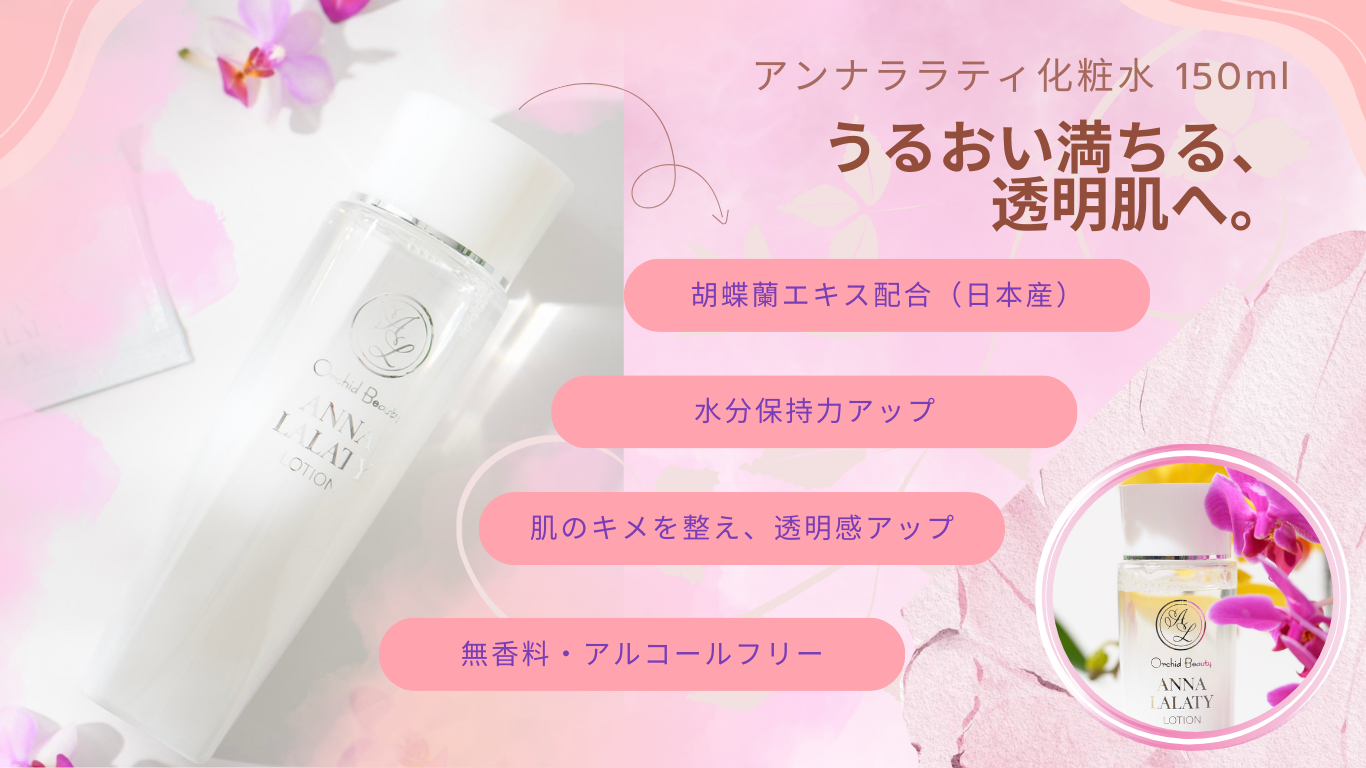 アンナララティ化粧水 150ml
うるおい満ちる、
透明肌へ。
胡蝶蘭エキス配合（日本産）
水分保持力アップ
肌のキメを整え、透明感アップ
無香料・アルコールフリー
AL
Orchid Beauty
ANNA
LALATY
LOTION
AL
Orchid Beauty
ANNA
LALATY
LOTION